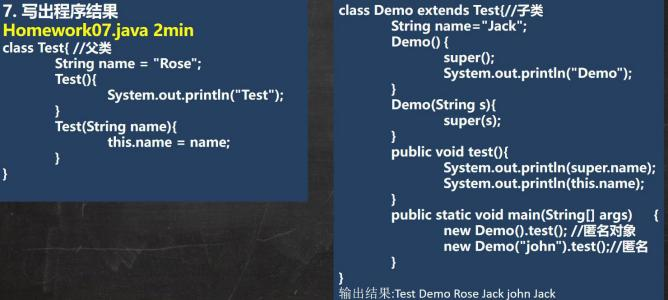 7. 写出程序结果
Homework07.java 2min
class Test{ //父类
String name = "Rose";
Test(){
System.out.println("Test");
}
Test(String name){
this.name = name;
}
}
class Demo extends Test{//子类
String name="Jack";
Demo() {
super();
System.out.println("Demo");
}
Demo(String s){
super(s);
}
public void test(){
System.out.println(super.name);
System.out.println(this.name);
}
public static void main(String[] args) {
new Demo().test(); //匿名对象
new Demo("john").test();//匿名
}
}
输出结果:Test Demo Rose Jack john Jack